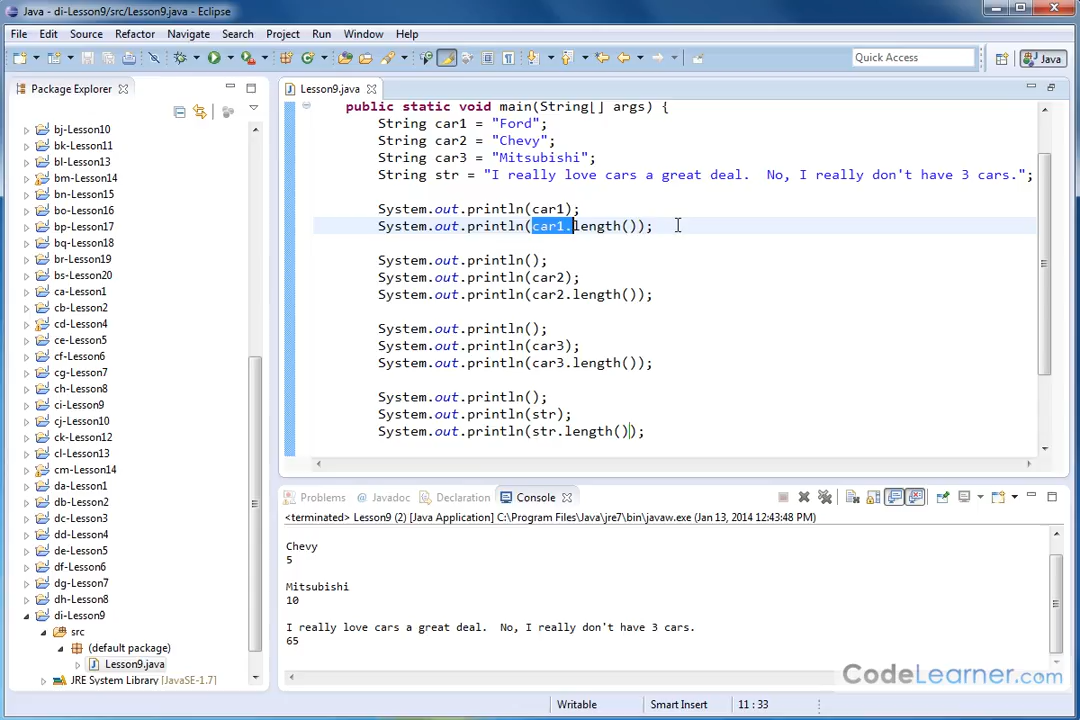 Java - di-Lesson9/src/Lesson9.java - Eclipse
File Edit Source Refactor Navigate Search Project Run Window Help
Quick Access
Java
Package Explorer
Lesson9.java
bj-Lesson10
bk-Lesson11
bl-Lesson13
bm-Lesson14
bn-Lesson15
bo-Lesson16
bp-Lesson17
bq-Lesson18
br-Lesson19
bs-Lesson20
ca-Lesson1
cb-Lesson2
cd-Lesson4
ce-Lesson5
cf-Lesson6
cg-Lesson7
ch-Lesson8
ci-Lesson9
cj-Lesson10
ck-Lesson12
cl-Lesson13
cm-Lesson14
da-Lesson1
db-Lesson2
dc-Lesson3
dd-Lesson4
de-Lesson5
df-Lesson6
dg-Lesson7
dh-Lesson8
di-Lesson9
src
(default package)
Lesson9.java
JRE System Library [JavaSE-1.7]
public static void main(String[] args) {
String car1 = "Ford";
String car2 = "Chevy";
String car3 = "Mitsubishi";
String str = "I really love cars a great deal.  No, I really don't have 3 cars.";
System.out.println(car1);
System.out.println(car1.length());
System.out.println();
System.out.println(car2);
System.out.println(car2.length());
System.out.println();
System.out.println(car3);
System.out.println(car3.length());
System.out.println();
System.out.println(str);
System.out.println(str.length());
Problems @ Javadoc Declaration Console
<terminated> Lesson9 (2) [Java Application] C:\Program Files\Java\jre7\bin\javaw.exe (Jan 13, 2014 12:43:48 PM)
Chevy
5
Mitsubishi
10
I really love cars a great deal.  No, I really don't have 3 cars.
65
CodeLearner.com
Writable Smart Insert 11 : 33